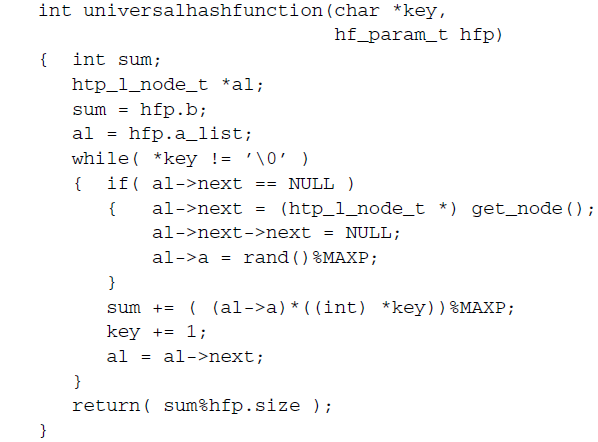 int universalhashfunction(char *key,
hf_param_t hfp)
{ int sum;
htp_l_node_t *al;
sum = hfp.b;
al = hfp.a_list;
while( *key != ’\0’ )
{ if( al->next == NULL )
{ al->next = (htp_l_node_t *) get_node();
al->next->next = NULL;
al->a = rand()%MAXP;
}
sum += ( (al->a)*((int) *key))%MAXP;
key += 1;
al = al->next;
}
return( sum%hfp.size );
}